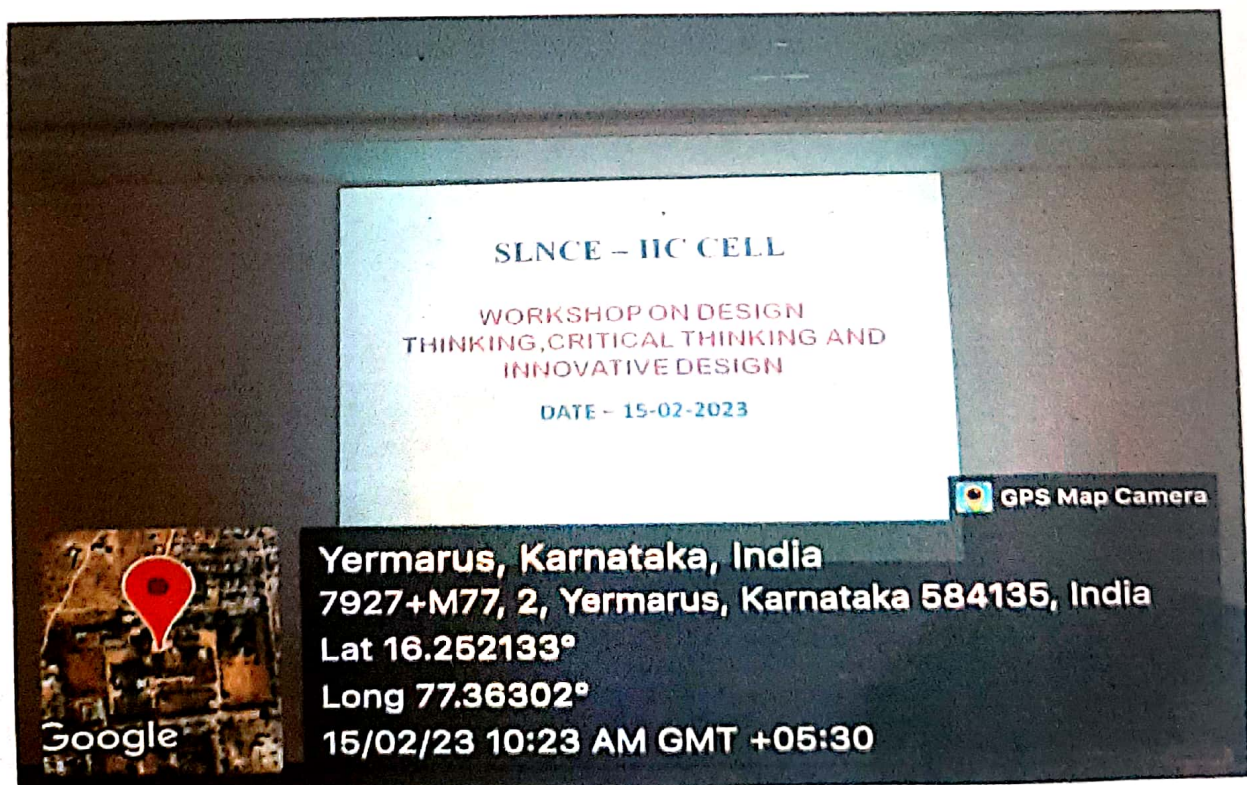 SLNCE – IIC CELL
WORKSHOP ON DESIGN
THINKING,CRITICAL THINKING AND
INNOVATIVE DESIGN
DATE – 15-02-2023
GPS Map Camera
Yermarus, Karnataka, India
7927+M77, 2, Yermarus, Karnataka 584135, India
Lat 16.252133°
Long 77.36302°
15/02/23 10:23 AM GMT +05:30
Google